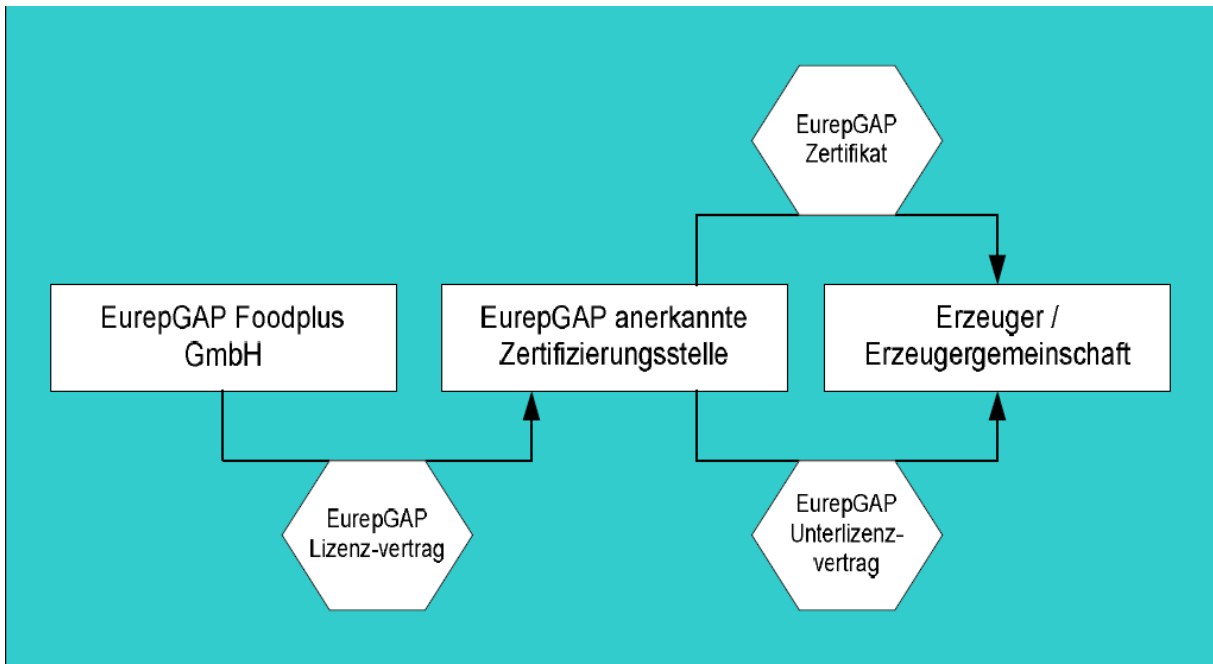 EurepGAP
Zertifikat
EurepGAP Foodplus
GmbH
EurepGAP anerkannte
Zertifizierungsstelle
Erzeuger /
Erzeugergemeinschaft
EurepGAP
Lizenz-vertrag
EurepGAP
Unterlizenz-
vertrag